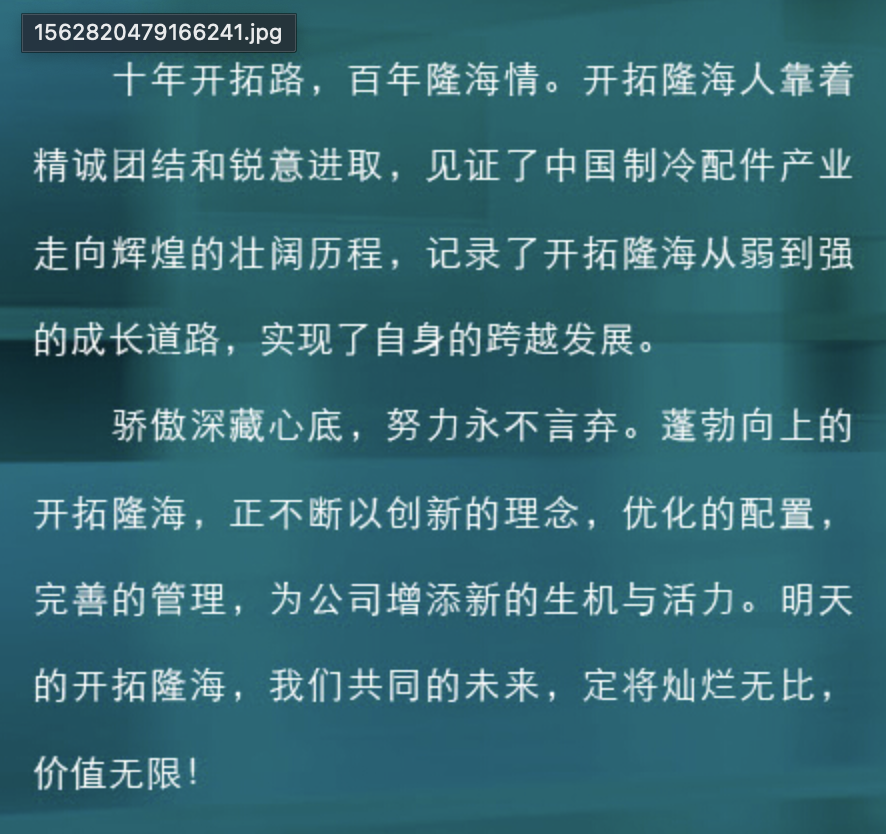 1562820479166241.jpg
十年开拓路，百年隆海情。开拓隆海人靠着
精诚团结和锐意进取，见证了中国制冷配件产业
走向辉煌的壮阔历程，记录了开拓隆海从弱到强
的成长道路，实现了自身的跨越发展。
骄傲深藏心底，努力永不言弃。蓬勃向上的
开拓隆海，正不断以创新的理念，优化的配置，
完善的管理，为公司增添新的生机与活力。明天
的开拓隆海，我们共同的未来，定将灿烂无比，
价值无限！